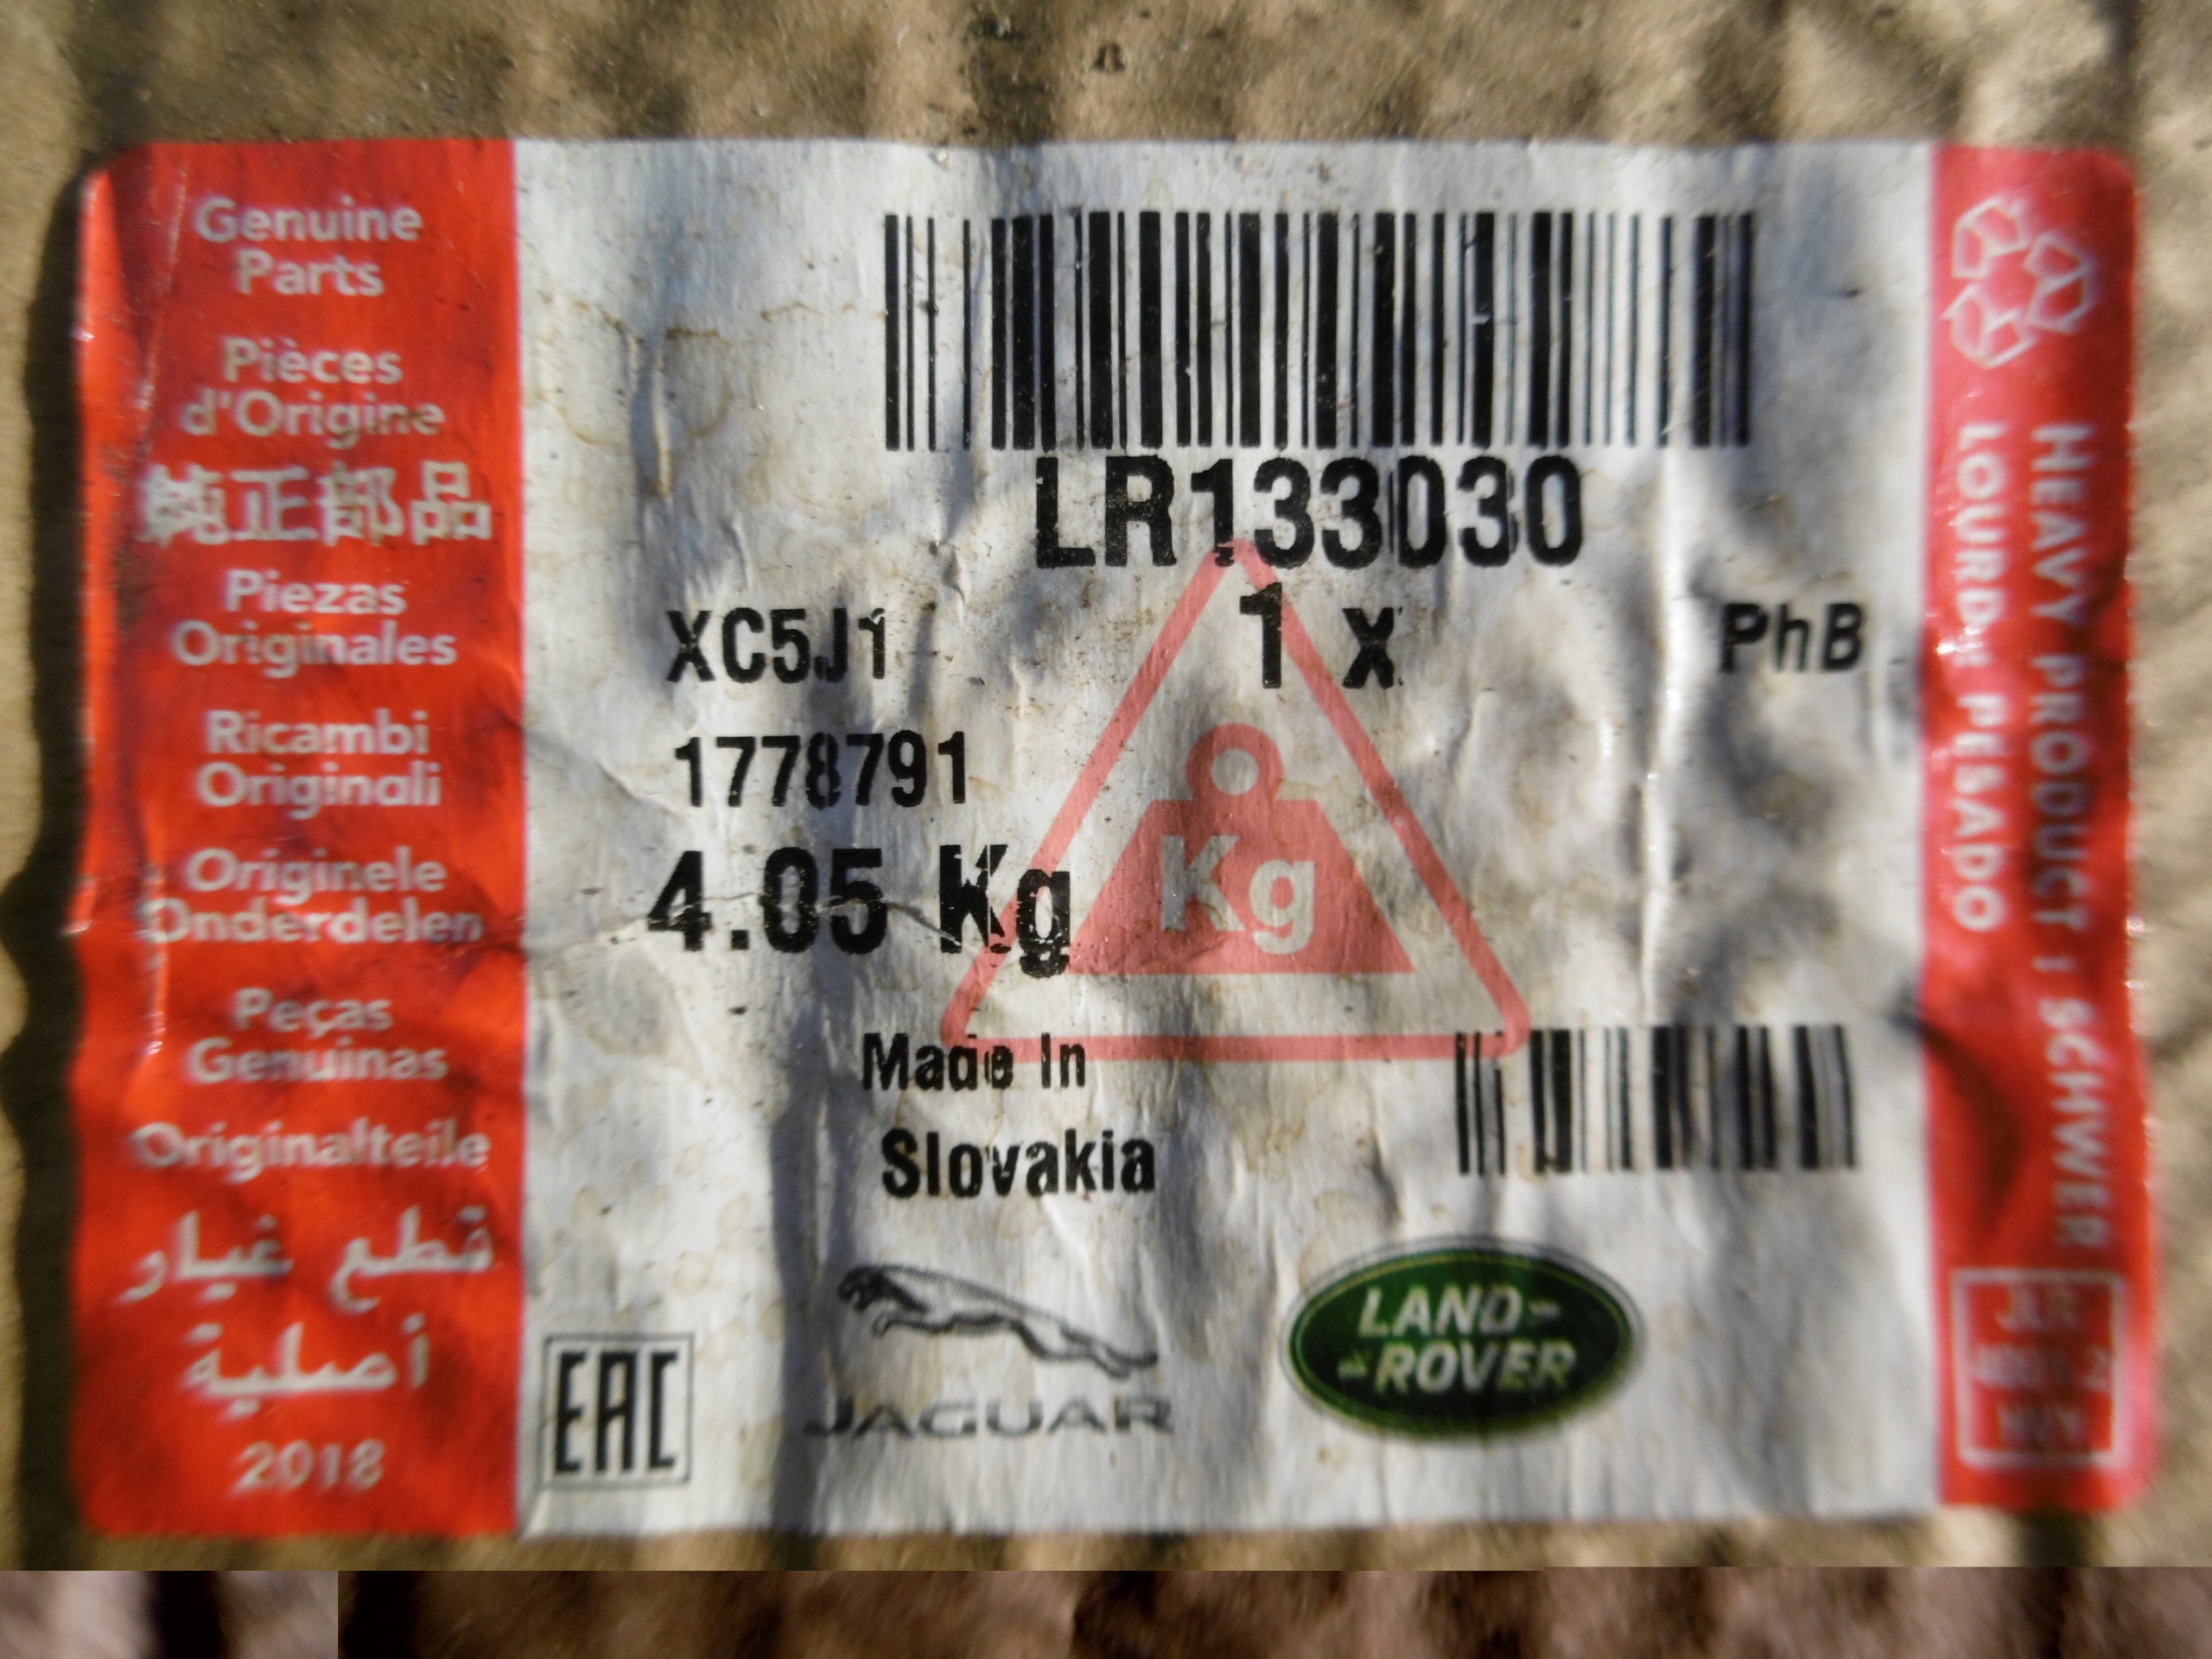 Genuine
Parts
Pièces
d'Origine
純正部品
Piezas
Originales
Ricambi
Originali
Originele
Onderdelen
Peças
Genuinas
Originalteile
قطع غيار
أصلية
2018
LR133030
XC5J1 1 X PhB
1778791
4.05 Kg
Kg
Made In
Slovakia
EAC
JAGUAR
LAND-
-ROVER
HEAVY PRODUCT : SCHWER
LOURD: PESADO